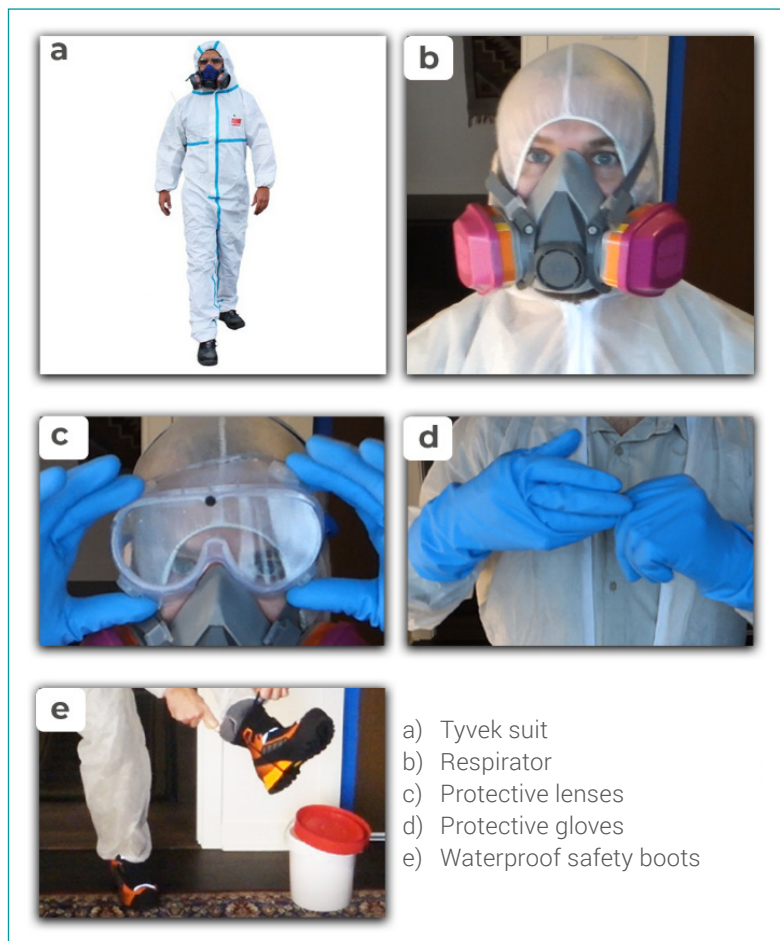 a
b
c
d
e
a) Tyvek suit
b) Respirator
c) Protective lenses
d) Protective gloves
e) Waterproof safety boots